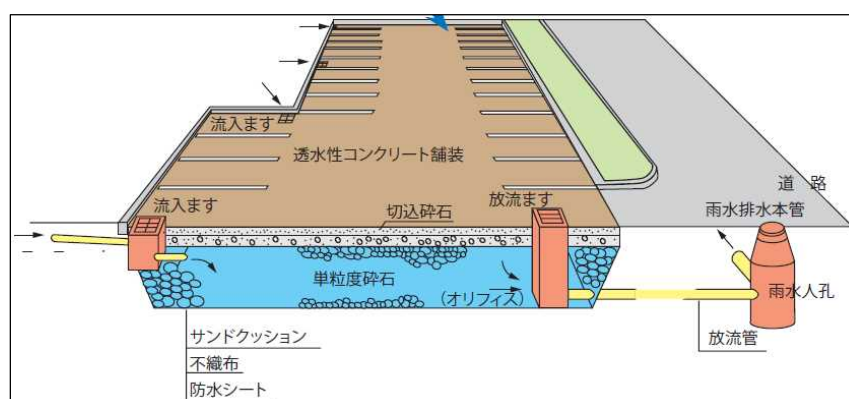 流入ます
透水性コンクリート舗装
道　路
流入ます
放流ます
切込砕石
雨水排水本管
単粒度砕石
(オリフィス)
雨水人孔
サンドクッション
放流管
不織布
防水シート